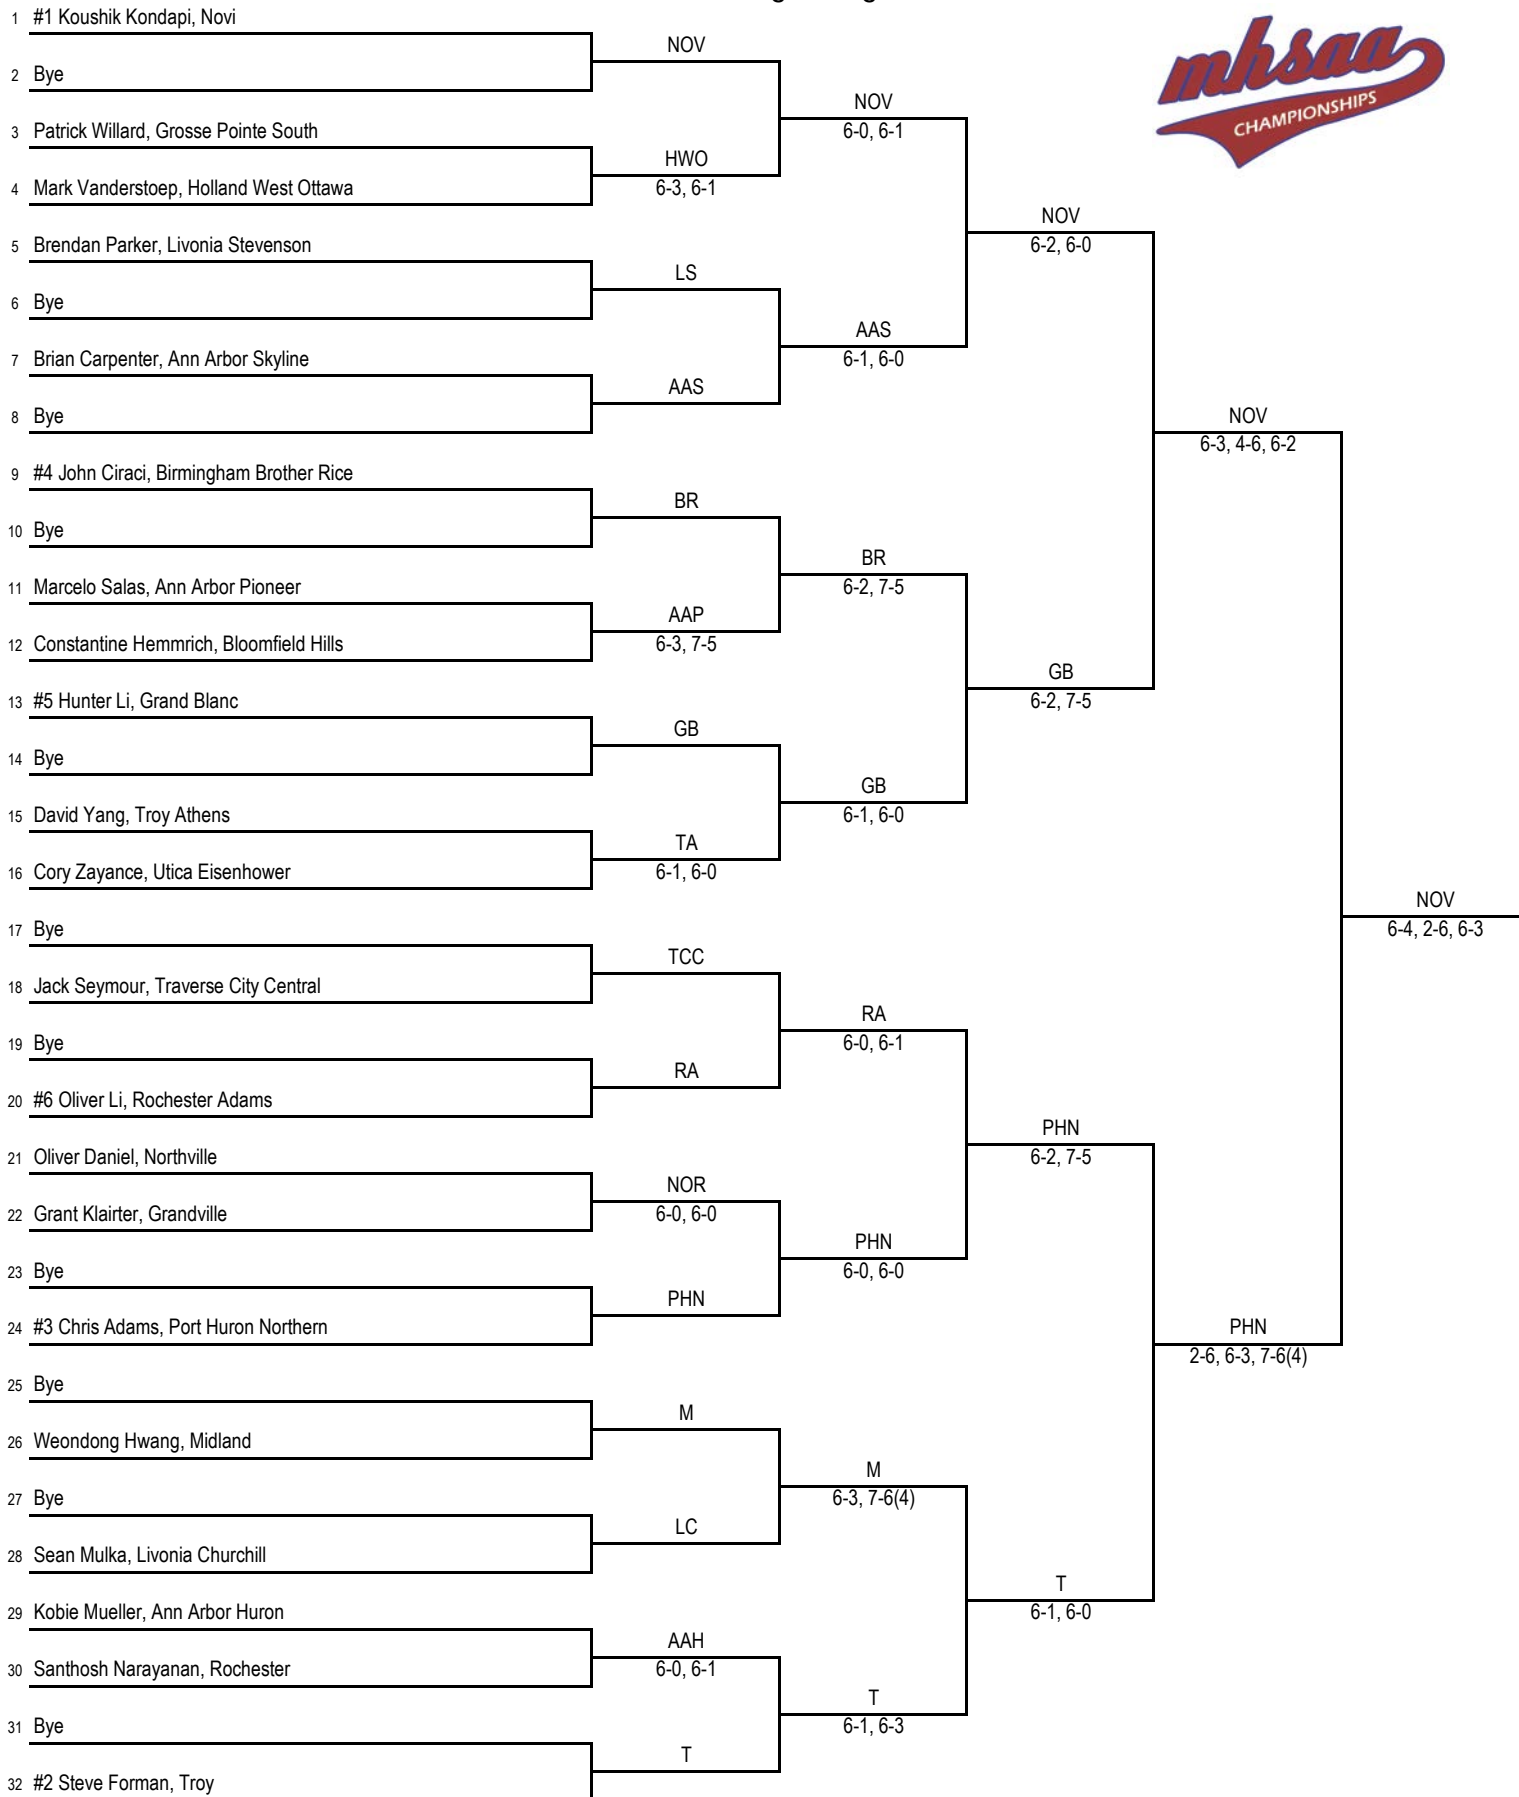 1 #1 Koushik Kondapi, Novi
NOV
2 Bye
NOV
6-0, 6-1
3 Patrick Willard, Grosse Pointe South
HWO
6-3, 6-1
4 Mark Vanderstoep, Holland West Ottawa
NOV
6-2, 6-0
5 Brendan Parker, Livonia Stevenson
LS
6 Bye
AAS
6-1, 6-0
7 Brian Carpenter, Ann Arbor Skyline
AAS
8 Bye
NOV
6-3, 4-6, 6-2
9 #4 John Ciraci, Birmingham Brother Rice
BR
10 Bye
BR
6-2, 7-5
11 Marcelo Salas, Ann Arbor Pioneer
AAP
6-3, 7-5
12 Constantine Hemmrich, Bloomfield Hills
GB
6-2, 7-5
13 #5 Hunter Li, Grand Blanc
GB
14 Bye
GB
6-1, 6-0
15 David Yang, Troy Athens
TA
6-1, 6-0
16 Cory Zayance, Utica Eisenhower
NOV
6-4, 2-6, 6-3
17 Bye
TCC
18 Jack Seymour, Traverse City Central
RA
6-0, 6-1
19 Bye
RA
20 #6 Oliver Li, Rochester Adams
PHN
6-2, 7-5
21 Oliver Daniel, Northville
NOR
6-0, 6-0
22 Grant Klairter, Grandville
PHN
6-0, 6-0
23 Bye
PHN
24 #3 Chris Adams, Port Huron Northern
PHN
2-6, 6-3, 7-6(4)
25 Bye
M
26 Weondong Hwang, Midland
M
6-3, 7-6(4)
27 Bye
LC
28 Sean Mulka, Livonia Churchill
T
6-1, 6-0
29 Kobie Mueller, Ann Arbor Huron
AAH
6-0, 6-1
30 Santhosh Narayanan, Rochester
T
6-1, 6-3
31 Bye
T
32 #2 Steve Forman, Troy
mhsaa
CHAMPIONSHIPS